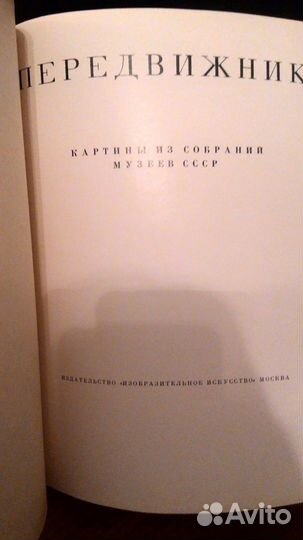 ПЕРЕДВИЖНИК
КАРТИНЫ ИЗ СОБРАНИЙ
МУЗЕЕВ СССР
ИЗДАТЕЛЬСТВО «ИЗОБРАЗИТЕЛЬНОЕ ИСКУССТВО» МОСКВА
Avito